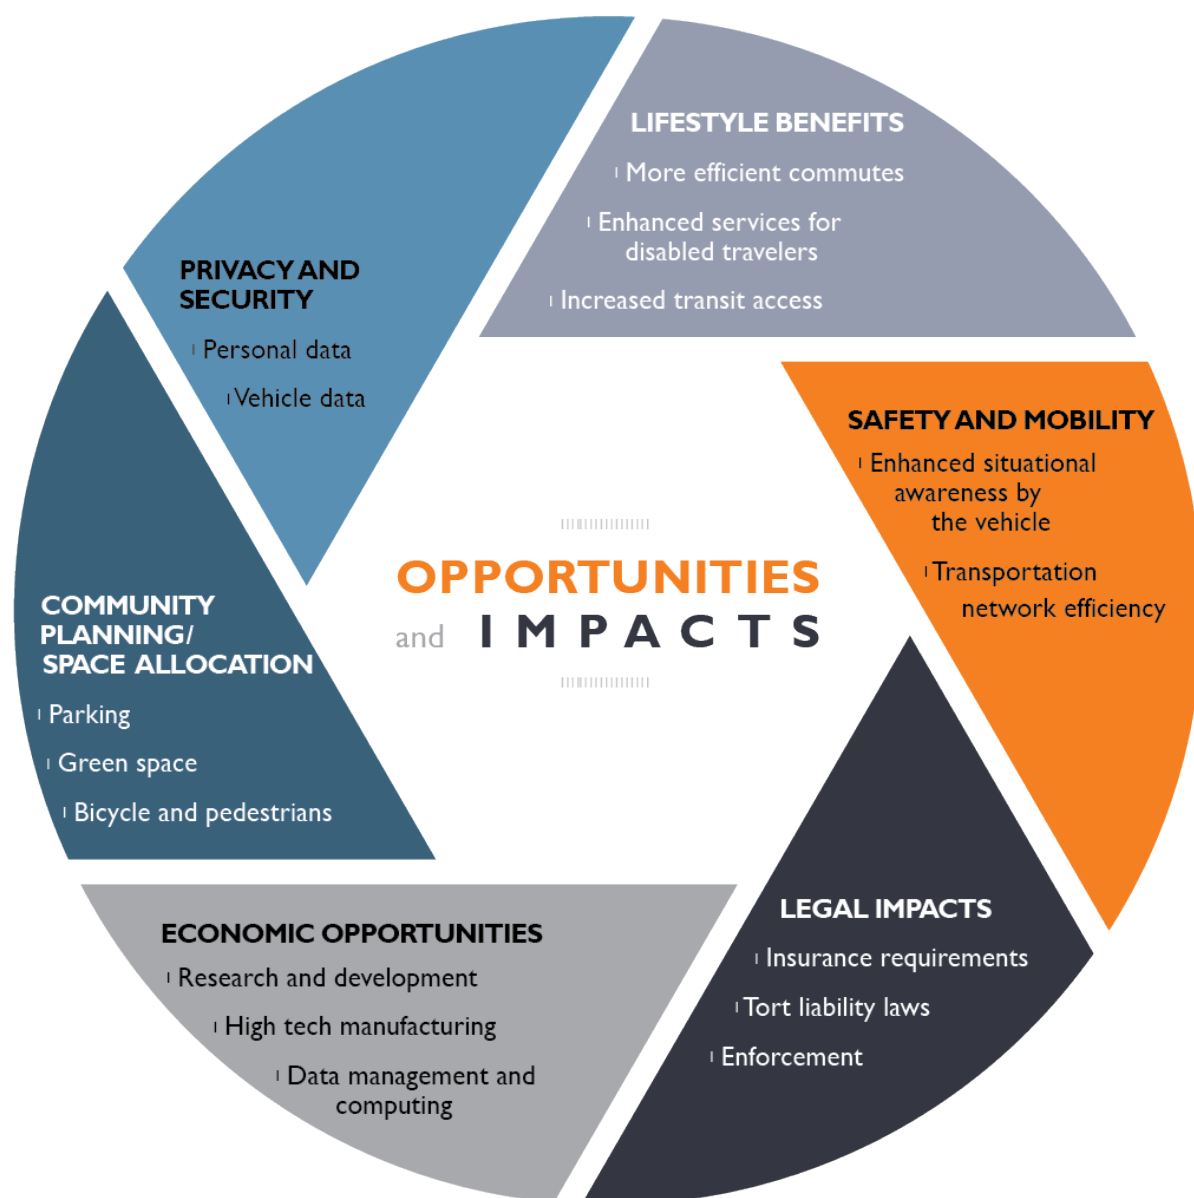 LIFESTYLE BENEFITS
More efficient commutes
Enhanced services for
disabled travelers
Increased transit access
SAFETY AND MOBILITY
Enhanced situational
awareness by
the vehicle
Transportation
network efficiency
LEGAL IMPACTS
Insurance requirements
Tort liability laws
Enforcement
ECONOMIC OPPORTUNITIES
Research and development
High tech manufacturing
Data management and
computing
COMMUNITY
PLANNING/
SPACE ALLOCATION
Parking
Green space
Bicycle and pedestrians
PRIVACY AND
SECURITY
Personal data
Vehicle data
OPPORTUNITIES
and IMPACTS